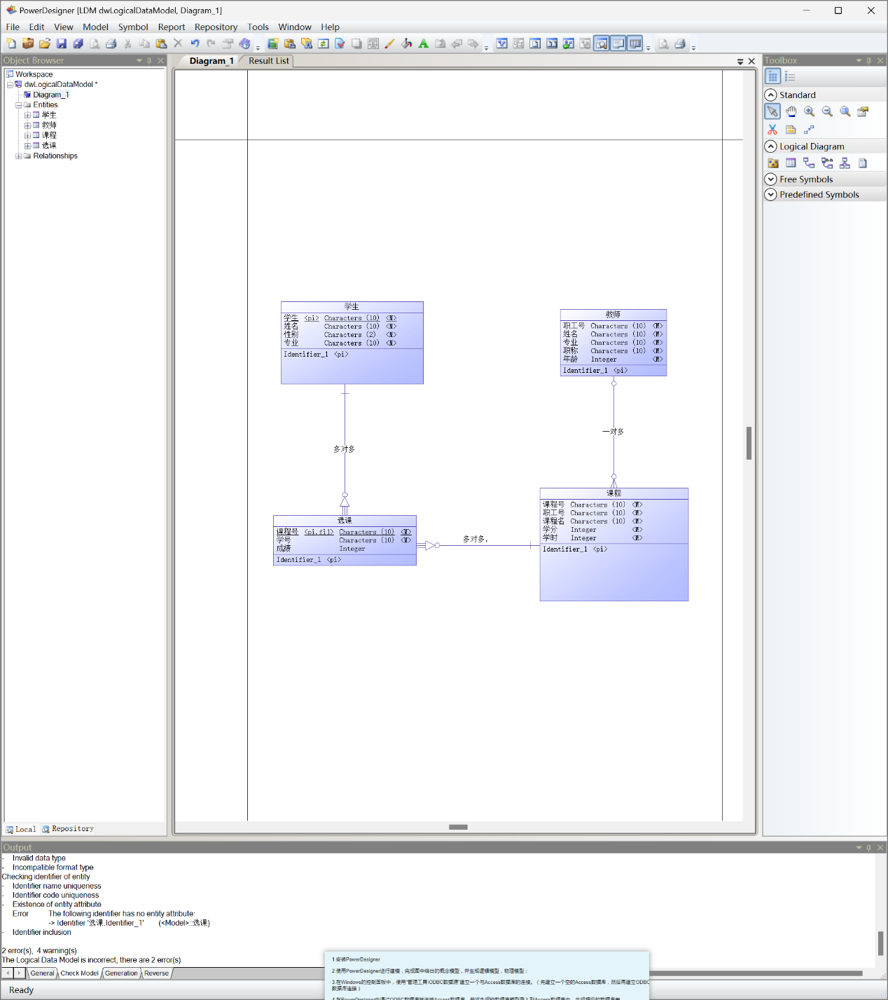 PowerDesigner [LDM dwLogicalDataModel, Diagram_1]
File Edit View Model Symbol Report Repository Tools Window Help
Object Browser
Workspace
dwLogicalDataModel *
Diagram_1
Entities
学生
教师
课程
选课
Relationships
Local Repository
Diagram_1 Result List
学生
学生 <pi> Characters (10) <M>
姓名 Characters (10) <M>
性别 Characters (2) <M>
专业 Characters (10) <M>
Identifier_1 <pi>
教师
职工号 Characters (10) <M>
姓名 Characters (10) <M>
专业 Characters (10) <M>
职称 Characters (10) <M>
年龄 Integer <M>
Identifier_1 <pi>
多对多
一对多
选课
课程号 <pi,fi1> Characters (10) <M>
学号 Characters (10) <M>
成绩 Integer
Identifier_1 <pi>
多对多,
课程
课程号 Characters (10) <M>
职工号 Characters (10) <M>
课程名 Characters (10) <M>
学分 Integer <M>
学时 Integer <M>
Identifier_1 <pi>
Toolbox
Standard
Logical Diagram
Free Symbols
Predefined Symbols
Output
- Invalid data type
- Incompatible format type
Checking identifier of entity
- Identifier name uniqueness
- Identifier code uniqueness
- Existence of entity attribute
Error The following identifier has no entity attribute:
-> Identifier '选课.Identifier_1' (<Model>::选课)
- Identifier inclusion
2 error(s), 4 warning(s).
The Logical Data Model is incorrect, there are 2 error(s).
General Check Model Generation Reverse
Ready
1.安装PowerDesigner
2.使用PowerDesigner进行建模，完成图中给出的概念模型，并生成逻辑模型，物理模型；
3.在Windows的控制面板中，使用"管理工具\ODBC数据源"建立一个与Access数据库的连接。（先建立一个空的Access数据库，然后再建立ODBC
数据库连接）